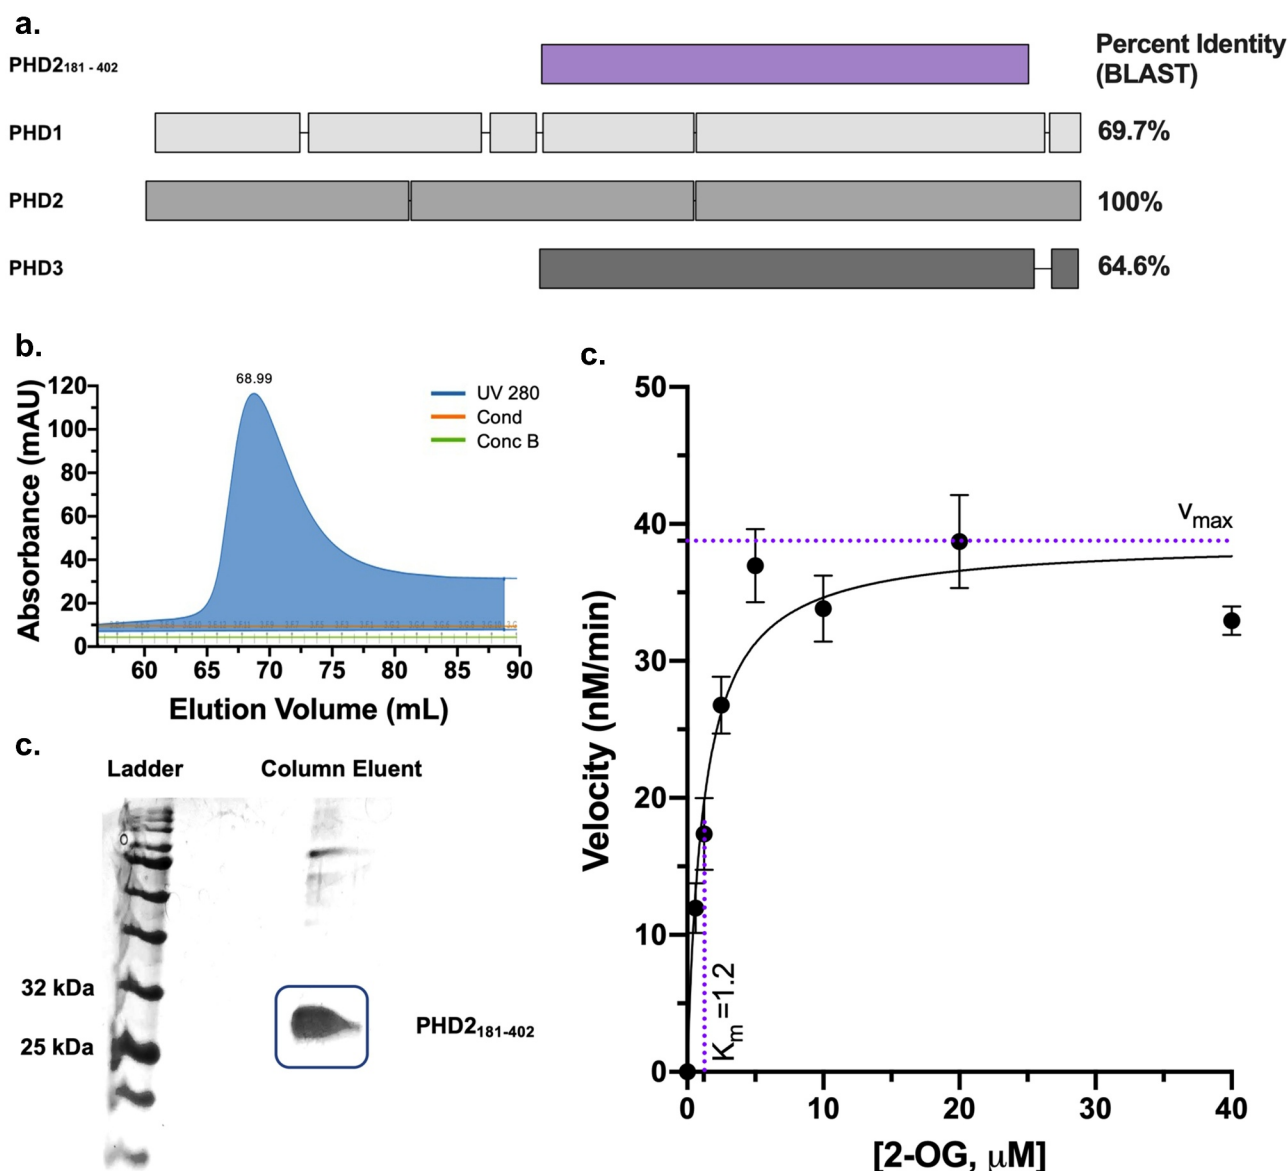 a.
Percent Identity
(BLAST)
PHD2181 - 402
PHD1
69.7%
PHD2
100%
PHD3
64.6%
b.
68.99
Absorbance (mAU)
120
100
80
60
40
20
0
UV 280
Cond
Conc B
60 65 70 75 80 85 90
Elution Volume (mL)
c.
Ladder Column Eluent
32 kDa
25 kDa
PHD2181-402
c.
Velocity (nM/min)
50
40
30
20
10
0
vmax
Km =1.2
0 10 20 30 40
[2-OG, μM]